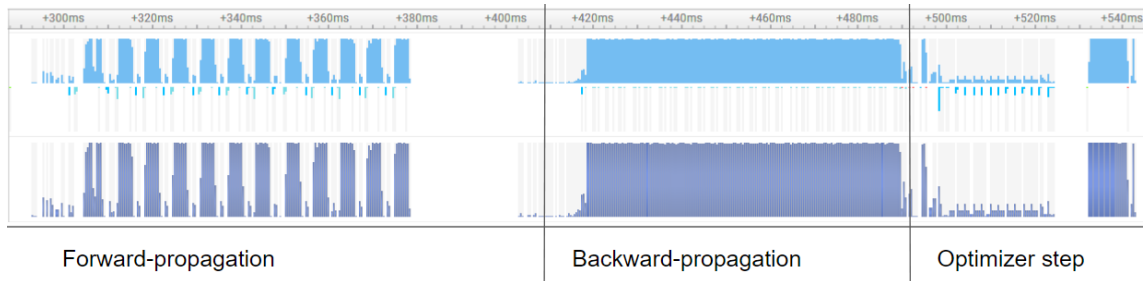 +300ms +320ms +340ms +360ms +380ms +400ms +420ms +440ms +460ms +480ms +500ms +520ms +540ms
Forward-propagation Backward-propagation Optimizer step